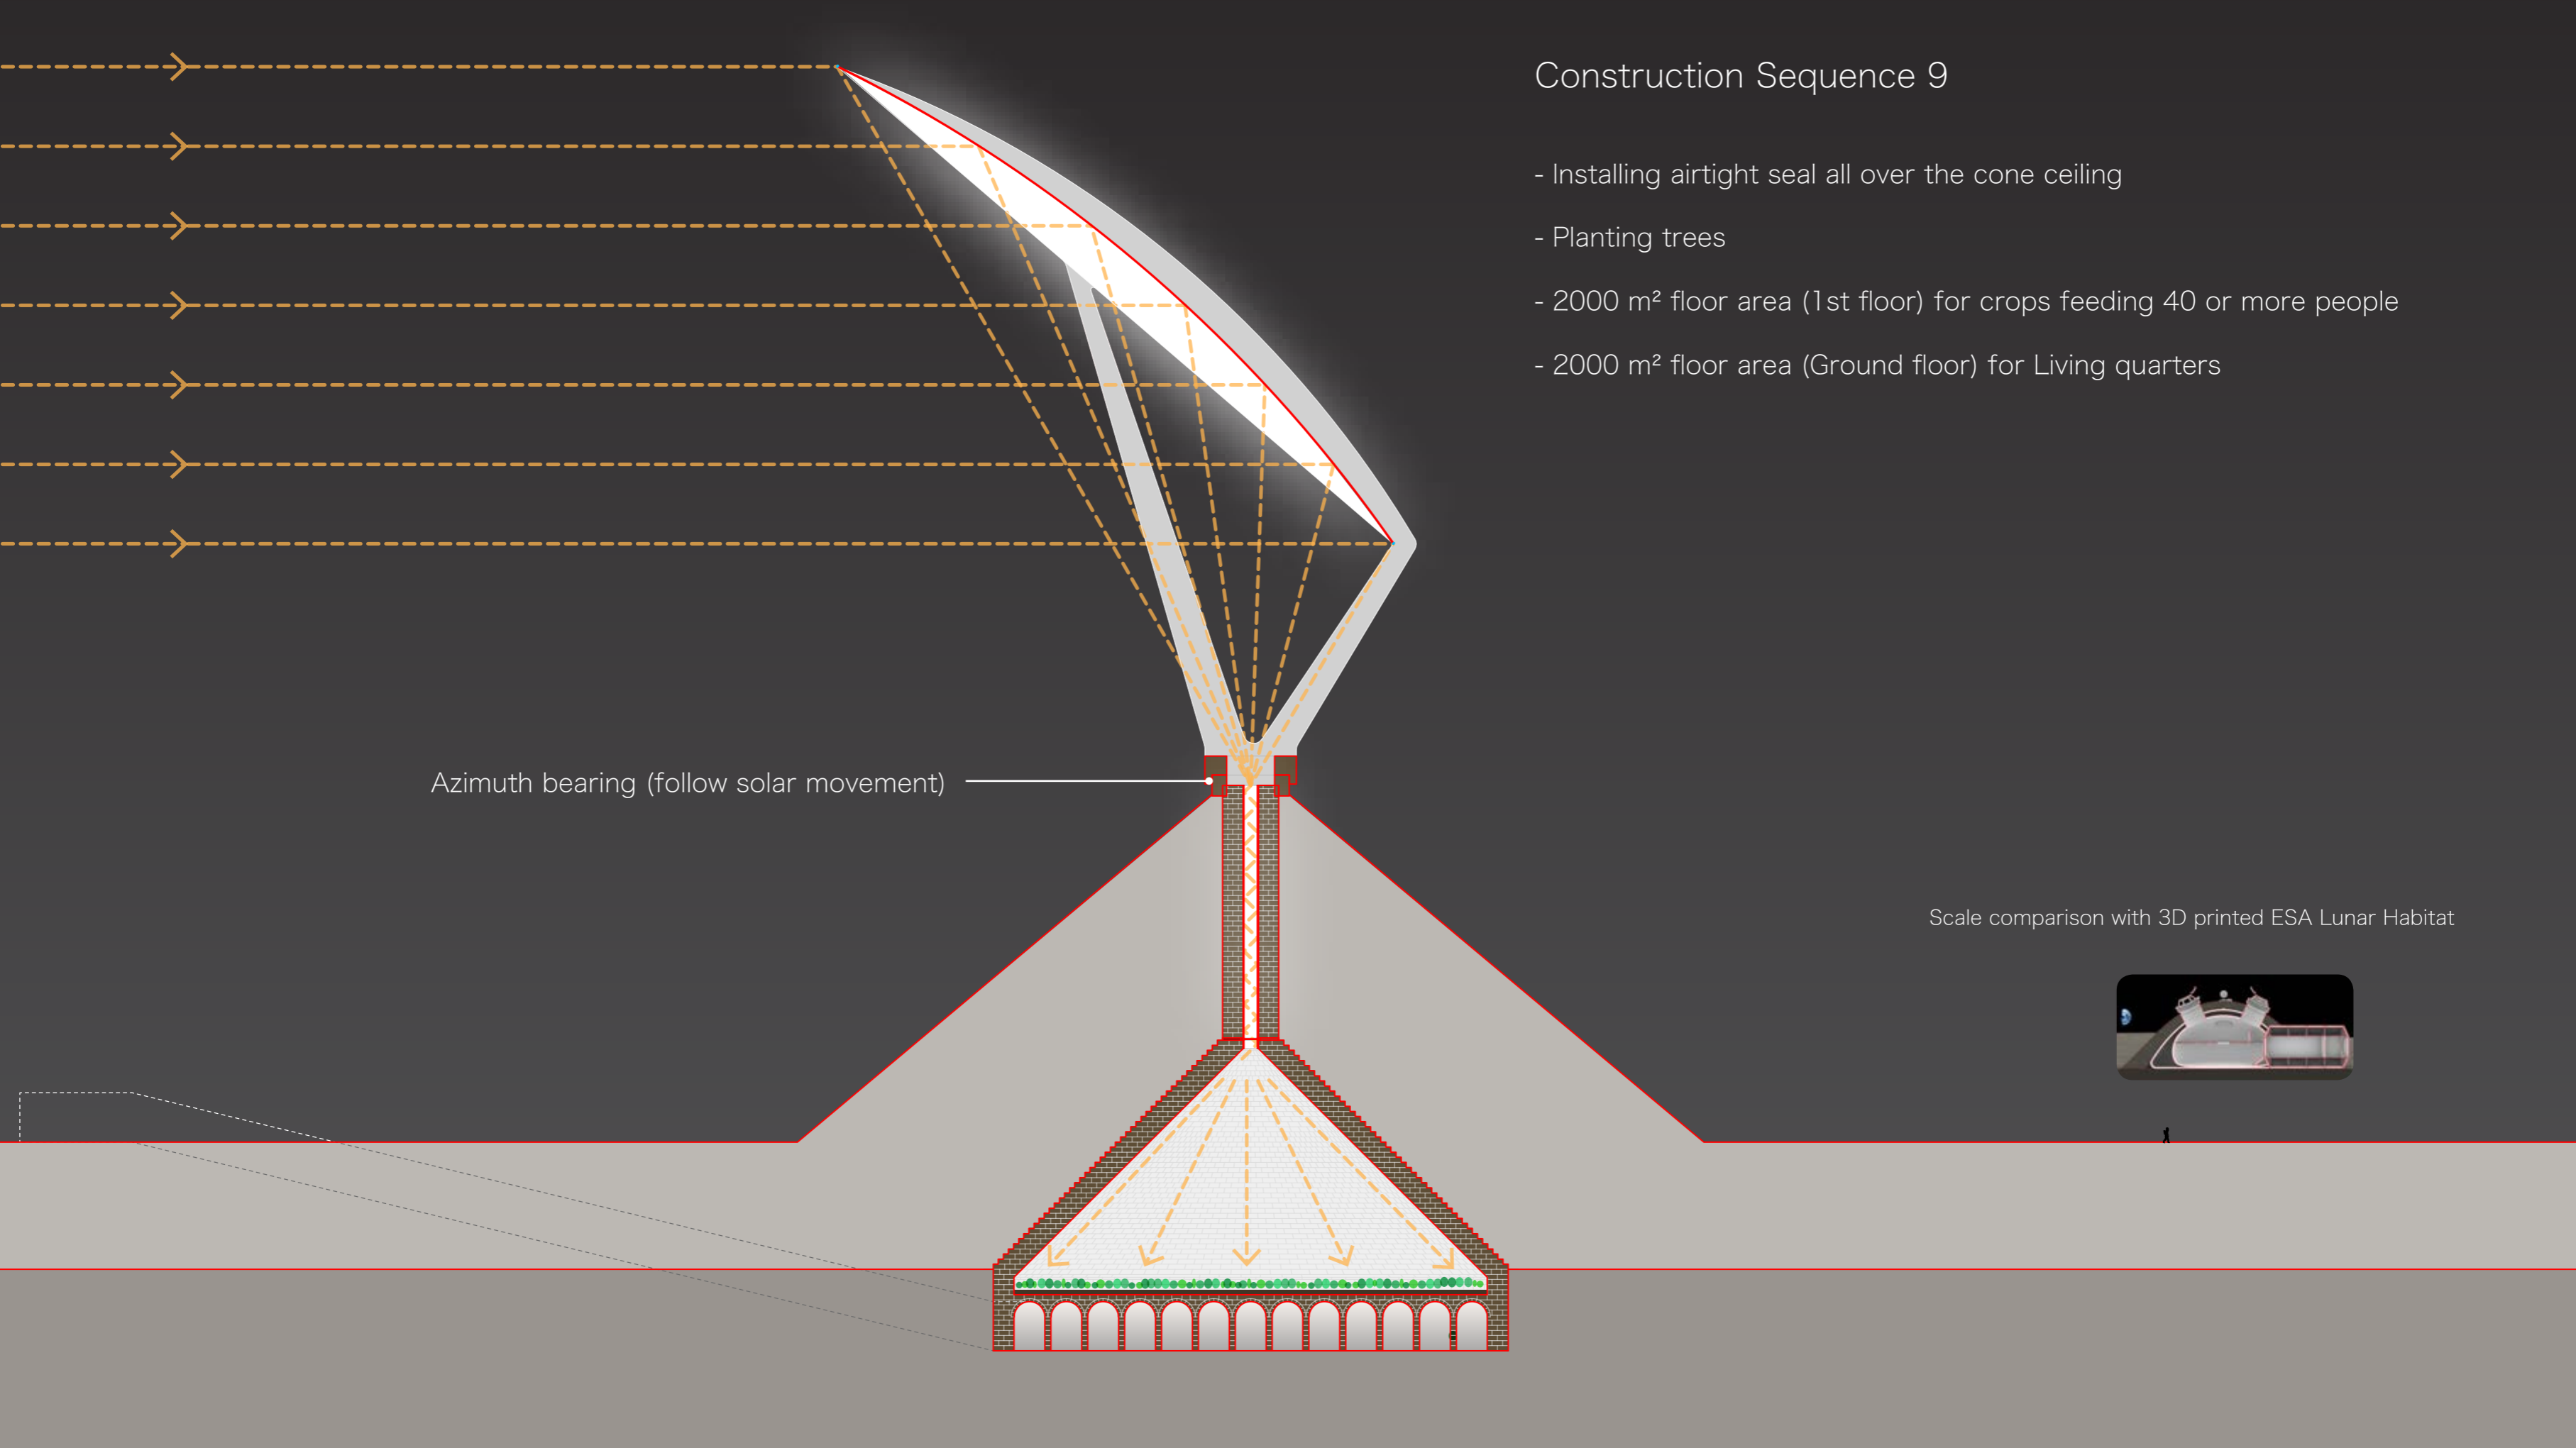 Construction Sequence 9
- Installing airtight seal all over the cone ceiling
- Planting trees
- 2000 m² floor area (1st floor) for crops feeding 40 or more people
- 2000 m² floor area (Ground floor) for Living quarters
Azimuth bearing (follow solar movement)
Scale comparison with 3D printed ESA Lunar Habitat